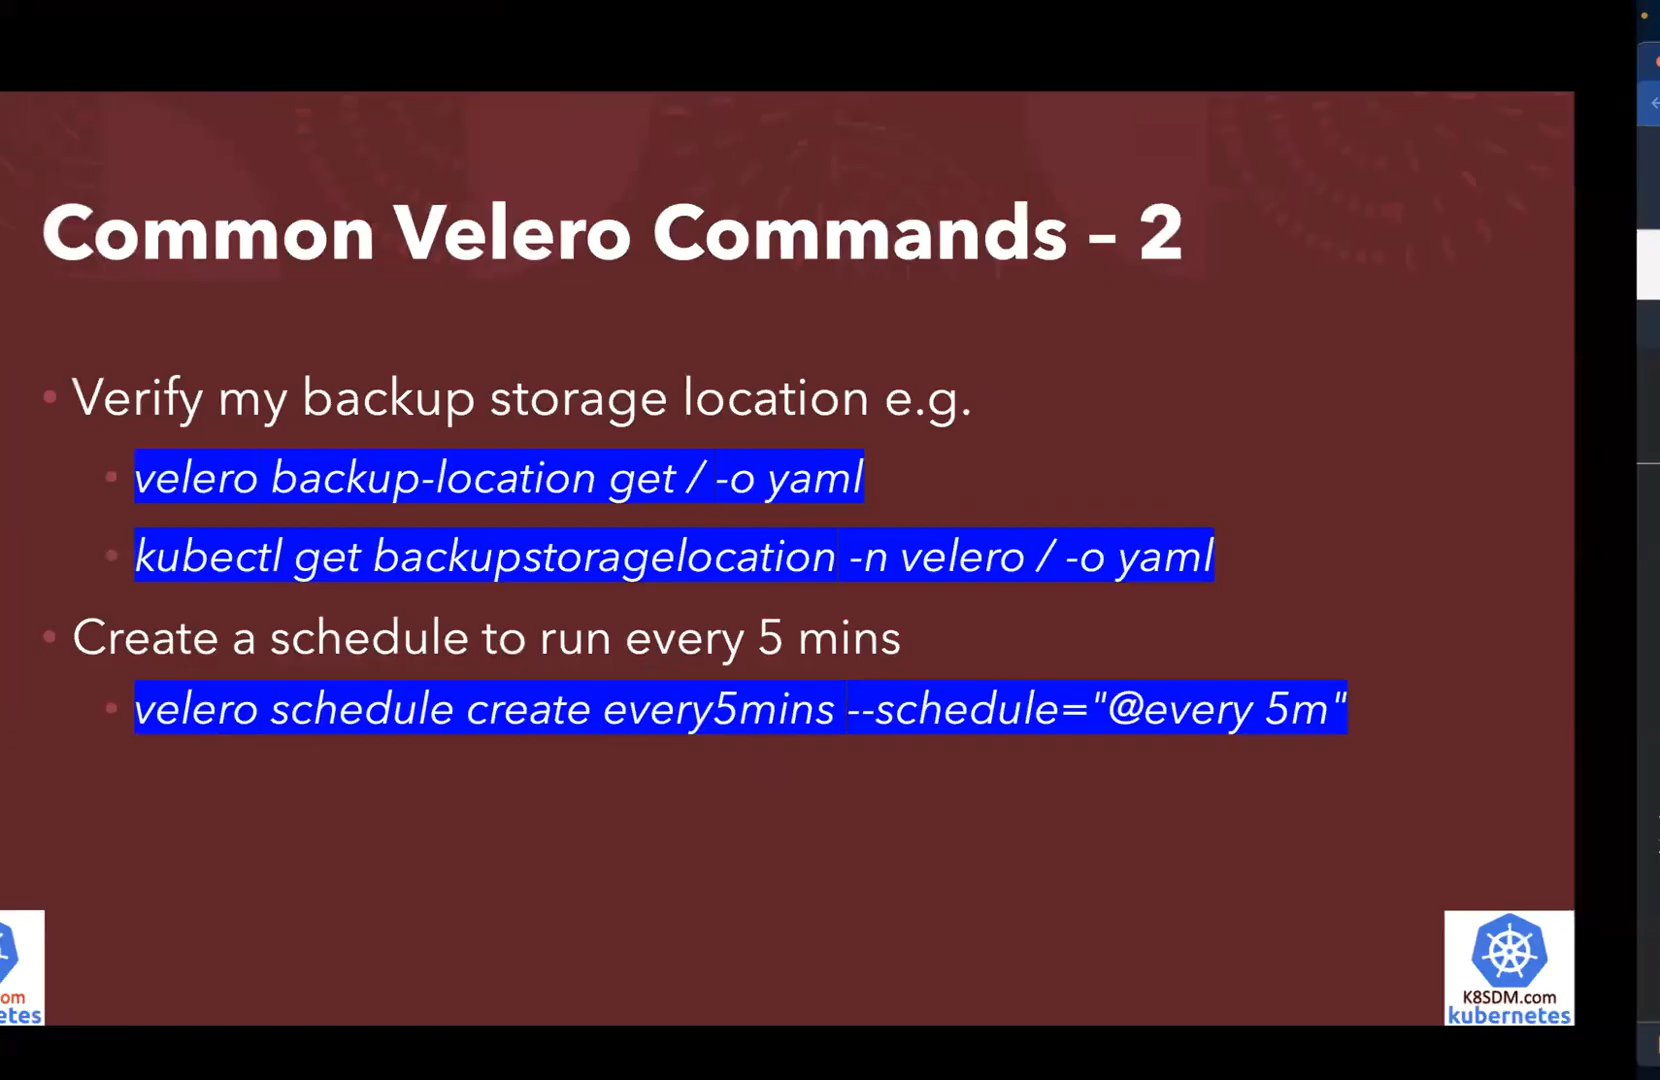 Common Velero Commands – 2
Verify my backup storage location e.g.
velero backup-location get / -o yaml
kubectl get backupstoragelocation -n velero / -o yaml
Create a schedule to run every 5 mins
velero schedule create every5mins --schedule="@every 5m"
om
etes
K8SDM.com
kubernetes